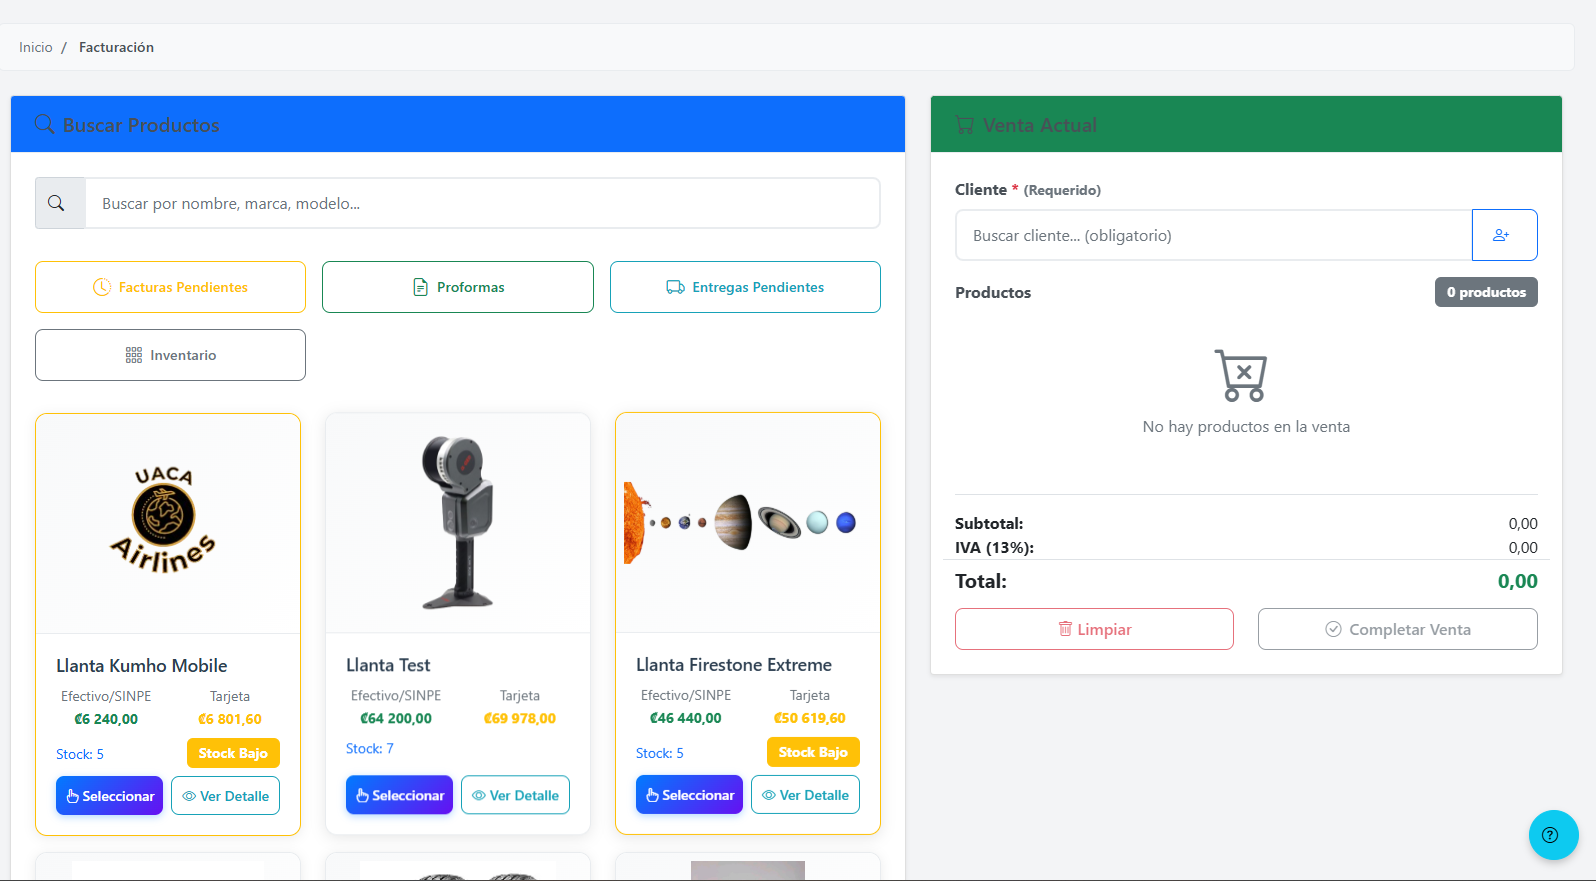 Inicio / Facturación
Buscar Productos
Buscar por nombre, marca, modelo...
Facturas Pendientes
Proformas
Entregas Pendientes
Inventario
UACA
Airlines
Llanta Kumho Mobile
Efectivo/SINPE Tarjeta
₡6 240,00 ₡6 801,60
Stock: 5 Stock Bajo
Seleccionar Ver Detalle
Llanta Test
Efectivo/SINPE Tarjeta
₡64 200,00 ₡69 978,00
Stock: 7
Seleccionar Ver Detalle
Llanta Firestone Extreme
Efectivo/SINPE Tarjeta
₡46 440,00 ₡50 619,60
Stock: 5 Stock Bajo
Seleccionar Ver Detalle
Venta Actual
Cliente * (Requerido)
Buscar cliente... (obligatorio)
Productos 0 productos
No hay productos en la venta
Subtotal: 0,00
IVA (13%): 0,00
Total: 0,00
Limpiar Completar Venta